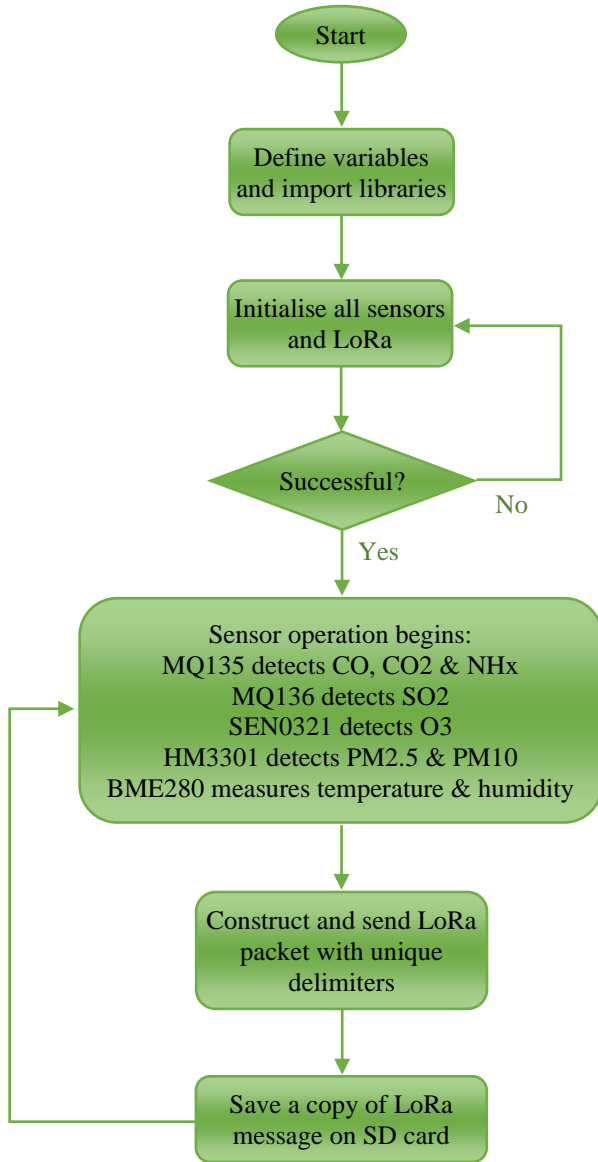 Start
Define variables
and import libraries
Initialise all sensors
and LoRa
Successful?
No
Yes
Sensor operation begins:
MQ135 detects CO, CO2 & NHx
MQ136 detects SO2
SEN0321 detects O3
HM3301 detects PM2.5 & PM10
BME280 measures temperature & humidity
Construct and send LoRa
packet with unique
delimiters
Save a copy of LoRa
message on SD card